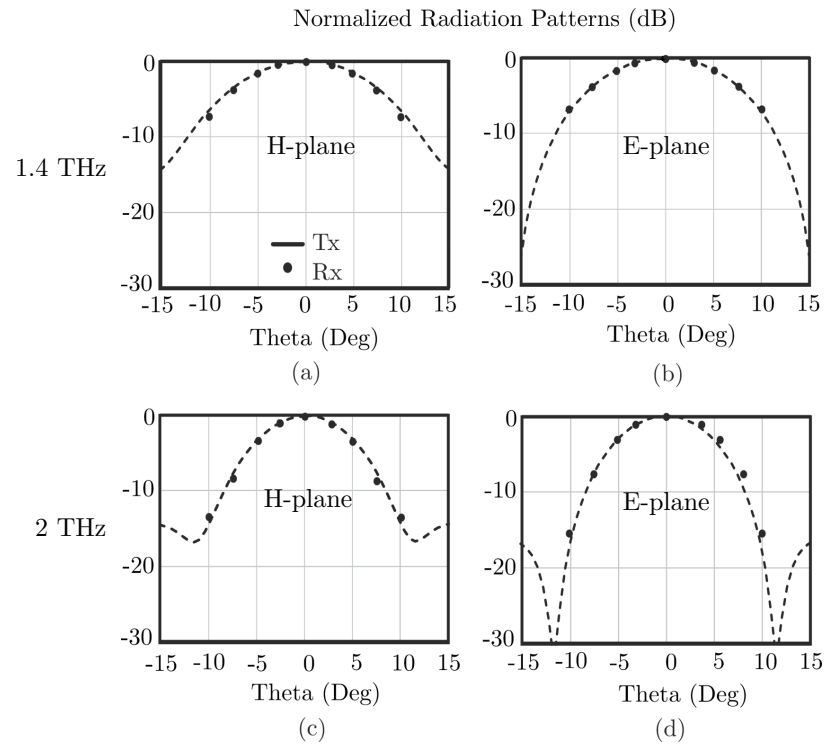 Normalized Radiation Patterns (dB)
0
-10
-20
-30
-15 -10 -5 0 5 10 15
H-plane
Tx
Rx
Theta (Deg)
(a)
0
-10
-20
-30
-15 -10 -5 0 5 10 15
E-plane
Theta (Deg)
(b)
1.4 THz
0
-10
-20
-30
-15 -10 -5 0 5 10 15
H-plane
Theta (Deg)
(c)
0
-10
-20
-30
-15 -10 -5 0 5 10 15
E-plane
Theta (Deg)
(d)
2 THz